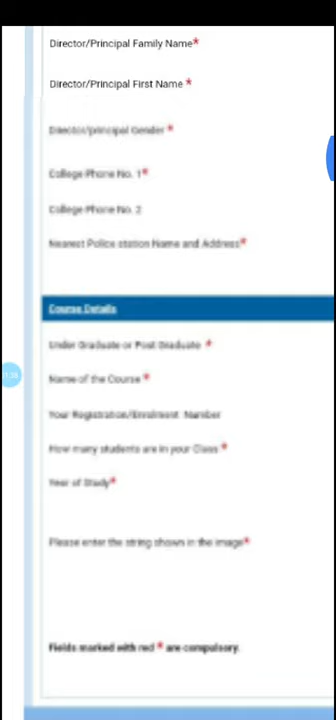 Director/Principal Family Name*
Director/Principal First Name *
Director/principal Gender *
College Phone No. 1*
College Phone No. 2
Nearest Police station Name and Address*
Course Details
Under Graduate or Post Graduate *
Name of the Course *
Your Registration/Enrolment Number
How many students are in your Class *
Year of Study*
Please enter the string shown in the image*
Fields marked with red * are compulsory.